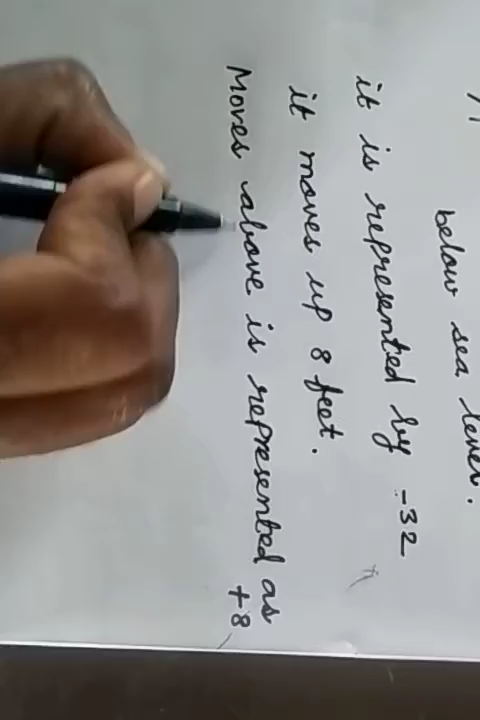 below sea level.
it is represented by -32
it moves up 8 feet.
Moves above is represented as
+8